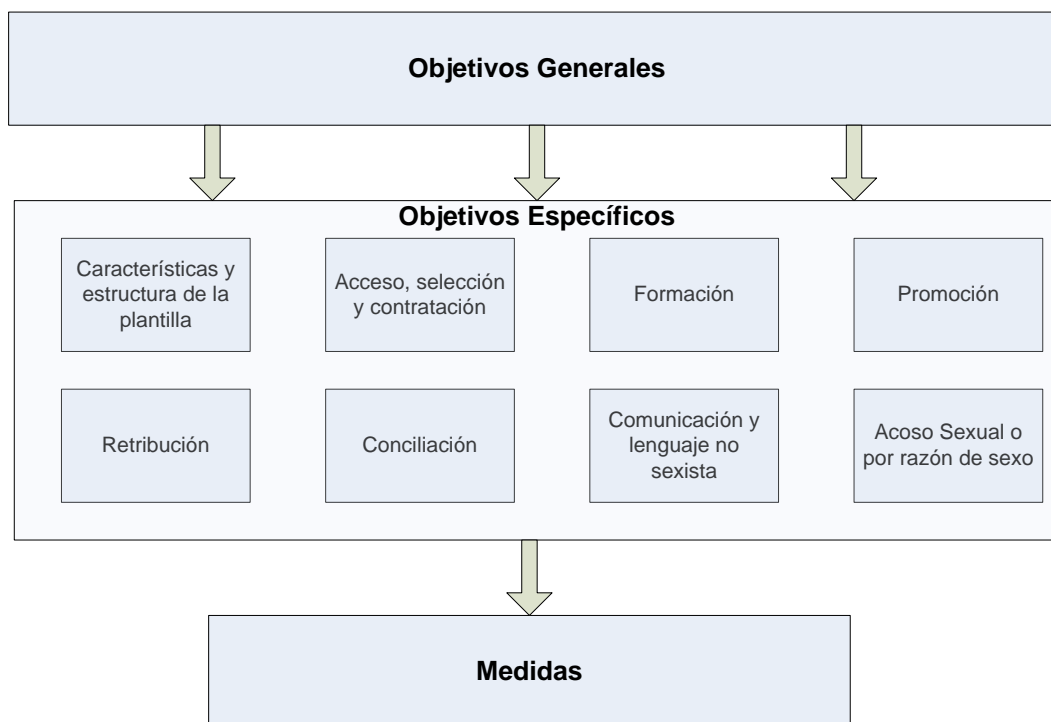 Objetivos Generales
Objetivos Específicos
Características y
estructura de la
plantilla
Acceso, selección
y contratación
Formación
Promoción
Retribución
Conciliación
Comunicación y
lenguaje no
sexista
Acoso Sexual o
por razón de sexo
Medidas